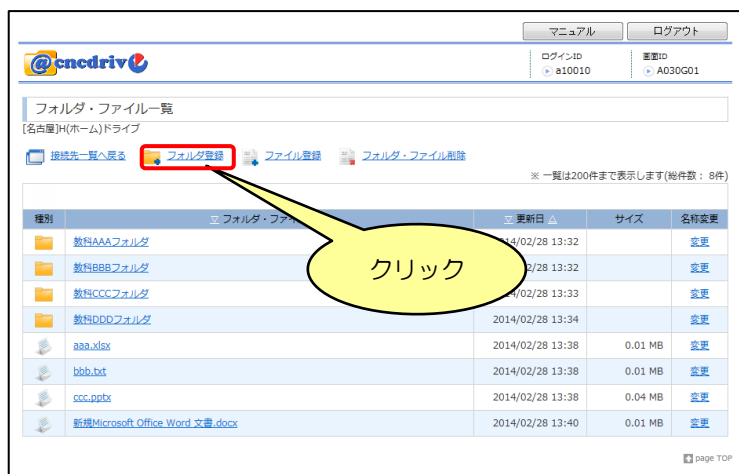 マニュアル ログアウト
@cncdrive
ログインID 画面ID
a10010 A030G01
フォルダ・ファイル一覧
[名古屋]H(ホーム)ドライブ
接続先一覧へ戻る フォルダ登録 ファイル登録 フォルダ・ファイル削除
※ 一覧は200件まで表示します(総件数： 8件)
種別 ▽ フォルダ・ファイ ▽ 更新日 △ サイズ 名称変更
教科AAAフォルダ 2014/02/28 13:32 変更
教科BBBフォルダ 2/28 13:32 変更
教科CCCフォルダ 4/02/28 13:33 変更
教科DDDフォルダ 2014/02/28 13:34 変更
クリック
aaa.xlsx 2014/02/28 13:38 0.01 MB 変更
bbb.txt 2014/02/28 13:38 0.01 MB 変更
ccc.pptx 2014/02/28 13:38 0.04 MB 変更
新規Microsoft Office Word 文書.docx 2014/02/28 13:40 0.01 MB 変更
page TOP